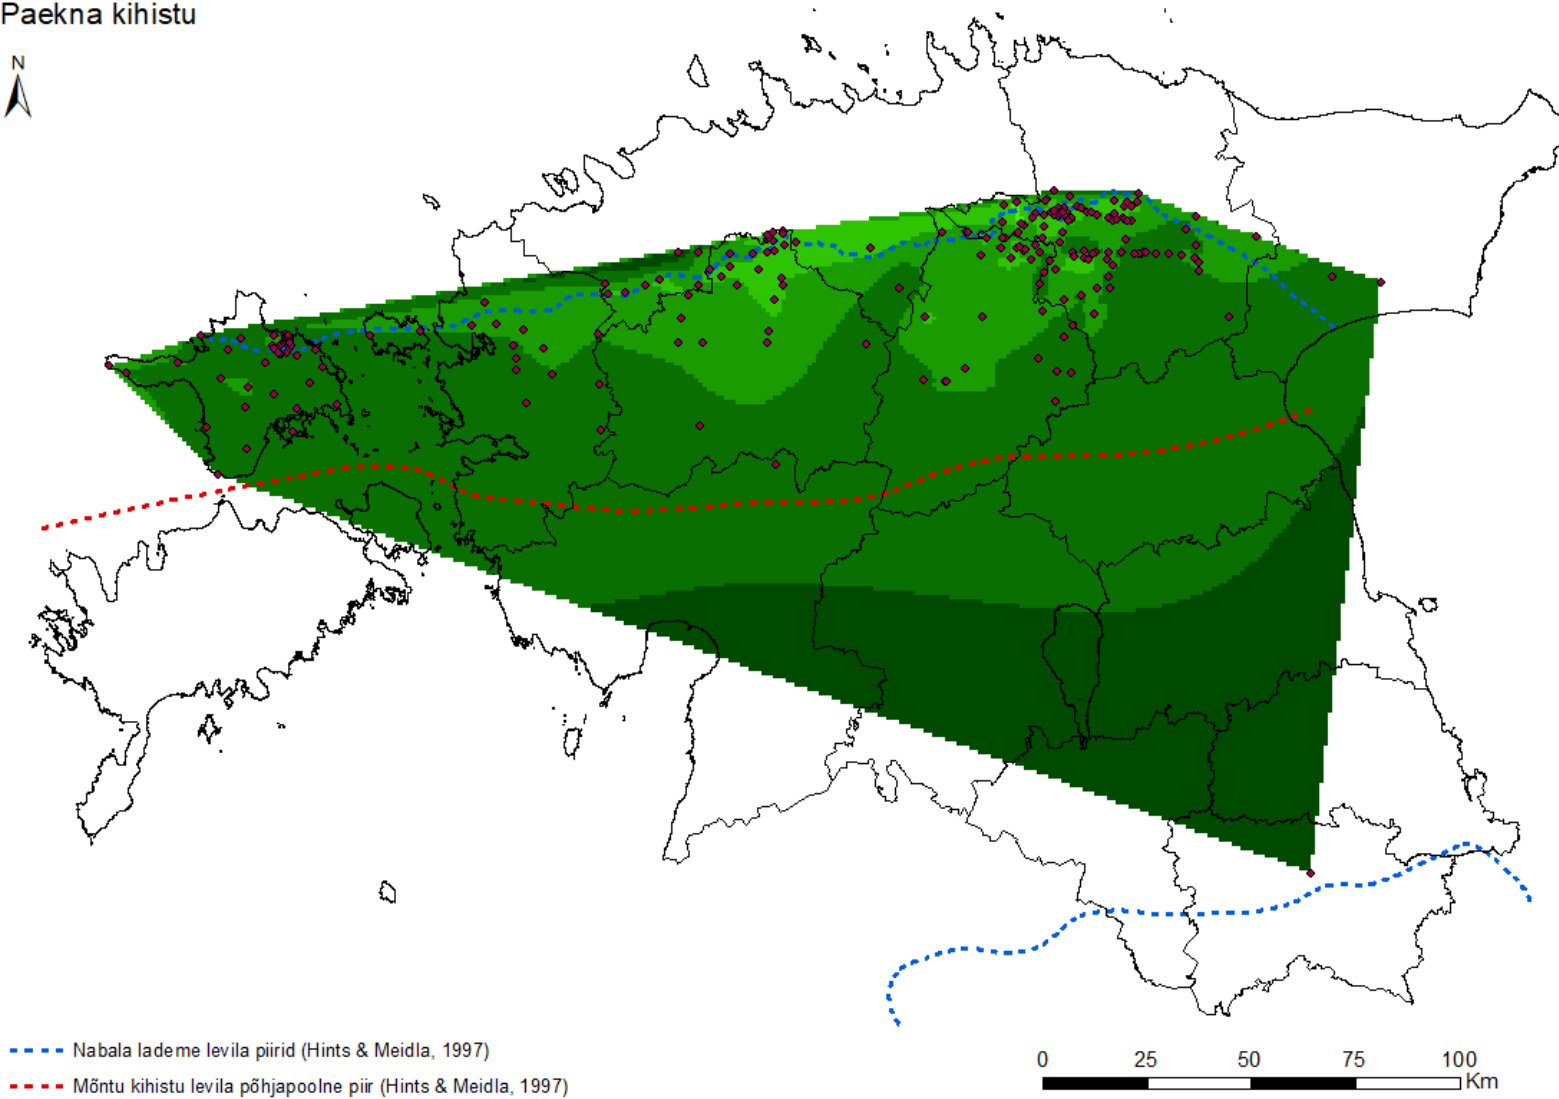 Paekna kihistu
N
Nabala lademe levila piirid (Hints & Meidla, 1997)
Mõntu kihistu levila põhjapoolne piir (Hints & Meidla, 1997)
0 25 50 75 100
Km